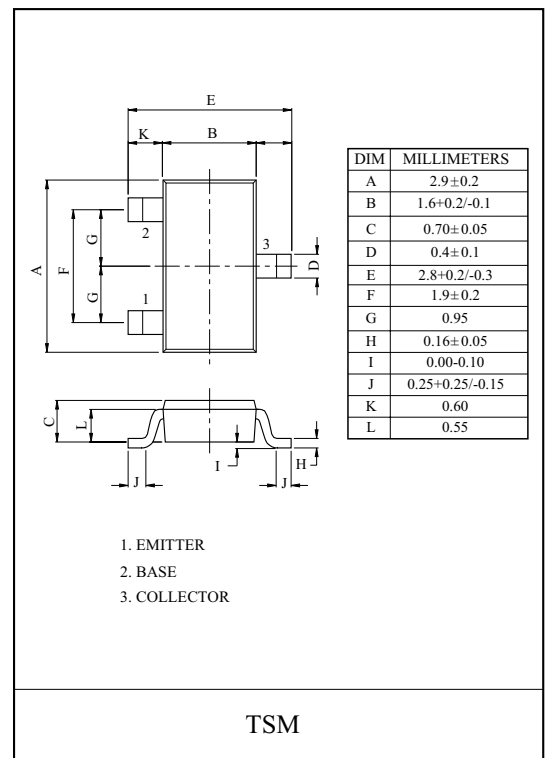 E
K B
G
G
F
A
2
1
3
D
C
L
J
I
H
J
DIM MILLIMETERS
A 2.9±0.2
B 1.6+0.2/-0.1
C 0.70±0.05
D 0.4±0.1
E 2.8+0.2/-0.3
F 1.9±0.2
G 0.95
H 0.16±0.05
I 0.00-0.10
J 0.25+0.25/-0.15
K 0.60
L 0.55
1. EMITTER
2. BASE
3. COLLECTOR
TSM